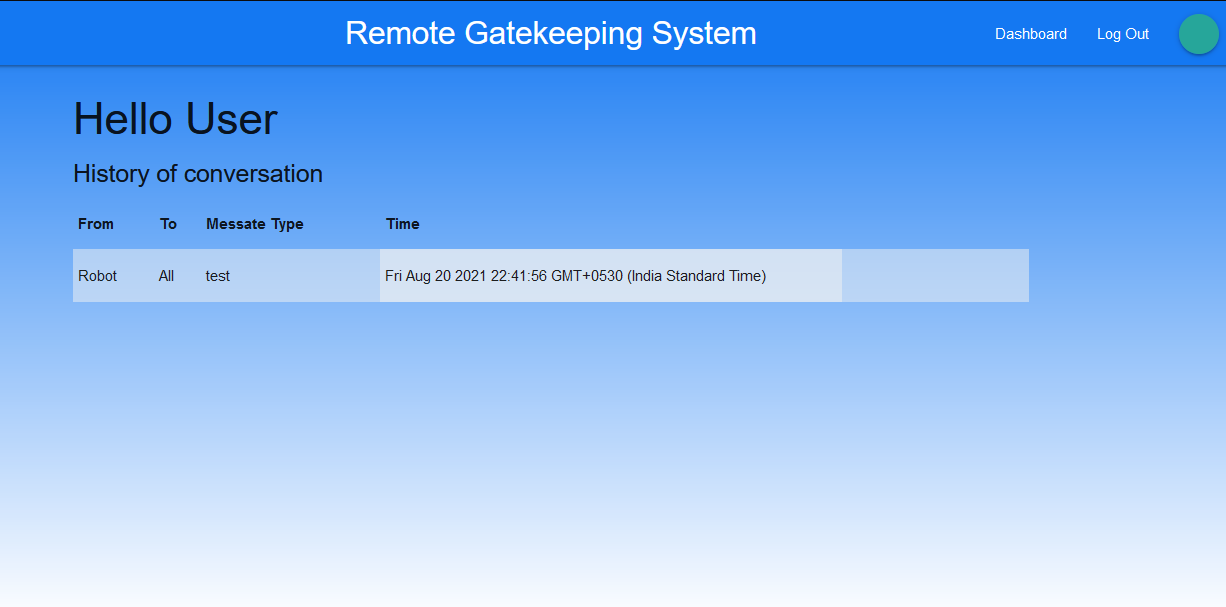 Remote Gatekeeping System Dashboard Log Out
Hello User
History of conversation
From To Messate Type Time
Robot All test Fri Aug 20 2021 22:41:56 GMT+0530 (India Standard Time)